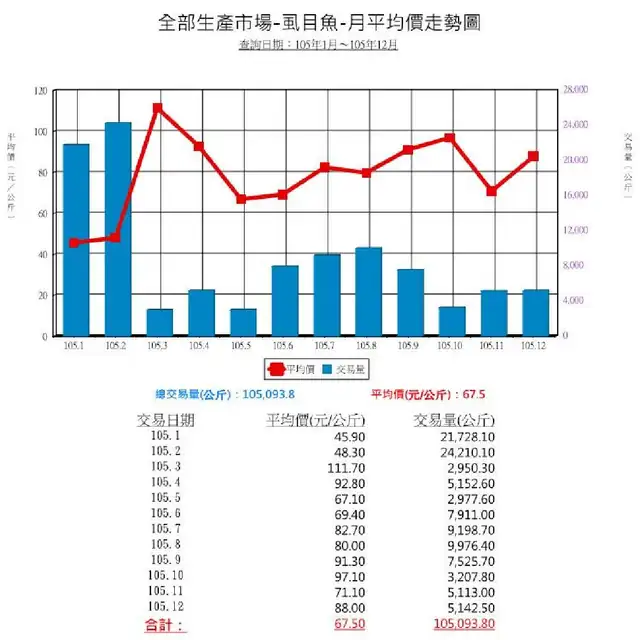 全部生產市場-虱目魚-月平均價走勢圖
查詢日期：105年1月～105年12月
平均價（元／公斤）
120
100
80
60
40
20
0
交易量（公斤）
28,000
24,000
20,000
16,000
12,000
8,000
4,000
0
105.1 105.2 105.3 105.4 105.5 105.6 105.7 105.8 105.9 105.10 105.11 105.12
平均價 交易量
總交易量(公斤)：105,093.8 平均價(元/公斤)：67.5
交易日期 平均價(元/公斤) 交易量(公斤)
105.1 45.90 21,728.10
105.2 48.30 24,210.10
105.3 111.70 2,950.30
105.4 92.80 5,152.60
105.5 67.10 2,977.60
105.6 69.40 7,911.00
105.7 82.70 9,198.70
105.8 80.00 9,976.40
105.9 91.30 7,525.70
105.10 97.10 3,207.80
105.11 71.10 5,113.00
105.12 88.00 5,142.50
合計： 67.50 105,093.80